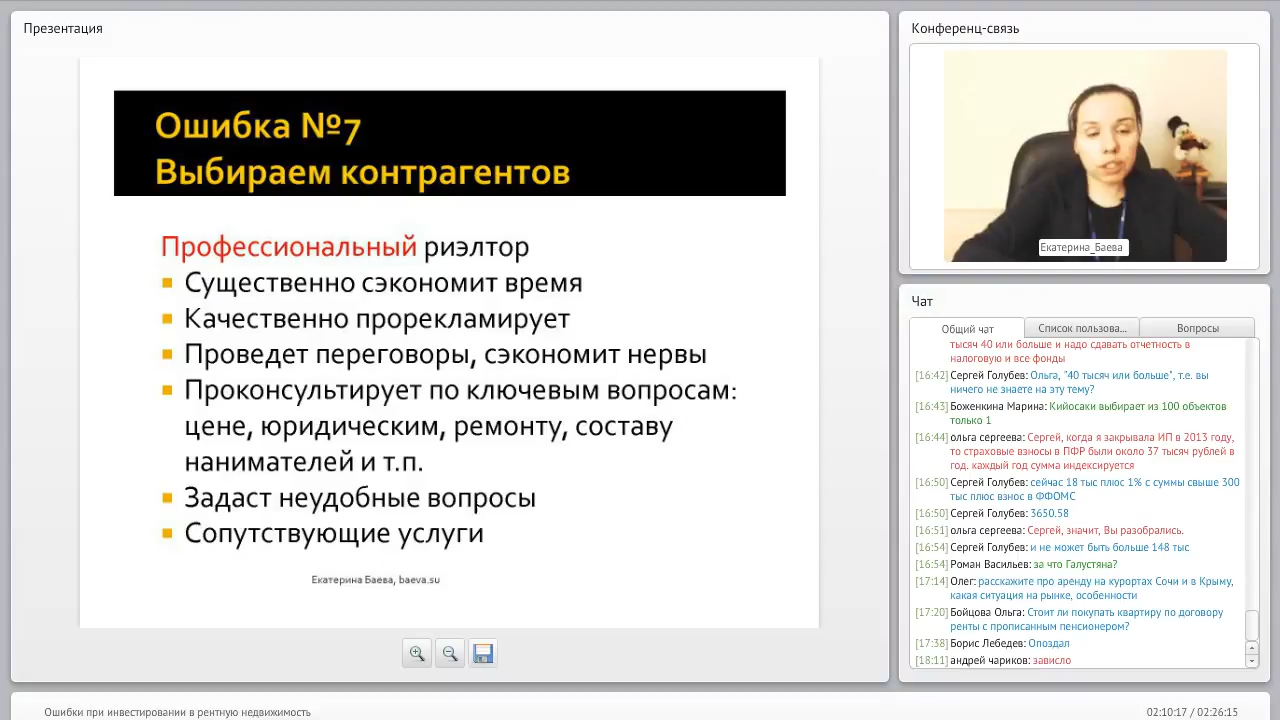 Презентация
Ошибка №7
Выбираем контрагентов
Профессиональный риэлтор
Существенно сэкономит время
Качественно прорекламирует
Проведет переговоры, сэкономит нервы
Проконсультирует по ключевым вопросам:
цене, юридическим, ремонту, составу
нанимателей и т.п.
Задаст неудобные вопросы
Сопутствующие услуги
Екатерина Баева, baeva.su
Конференц-связь
Екатерина_Баева
Чат
Общий чат
Список пользова...
Вопросы
тысяч 40 или больше и надо сдавать отчетность в
налоговую и все фонды
[16:42] Сергей Голубев: Ольга, "40 тысяч или больше", т.е. вы
ничего не знаете на эту тему?
[16:43] Боженкина Марина: Кийосаки выбирает из 100 объектов
только 1
[16:44] ольга сергеева: Сергей, когда я закрывала ИП в 2013 году,
то страховые взносы в ПФР были около 37 тысяч рублей в
год. каждый год сумма индексируется
[16:50] Сергей Голубев: сейчас 18 тыс плюс 1% с суммы свыше 300
тыс плюс взнос в ФФОМС
[16:50] Сергей Голубев: 3650.58
[16:51] ольга сергеева: Сергей, значит, Вы разобрались.
[16:54] Сергей Голубев: и не может быть больше 148 тыс
[16:54] Роман Васильев: за что Галустяна?
[17:14] Олег: расскажите про аренду на курортах Сочи и в Крыму,
какая ситуация на рынке, особенности
[17:20] Бойцова Ольга: Стоит ли покупать квартиру по договору
ренты с прописанным пенсионером?
[17:38] Борис Лебедев: Опоздал
[18:11] андрей чариков: зависло
Ошибки при инвестировании в рентную недвижимость
02:10:17 / 02:26:15